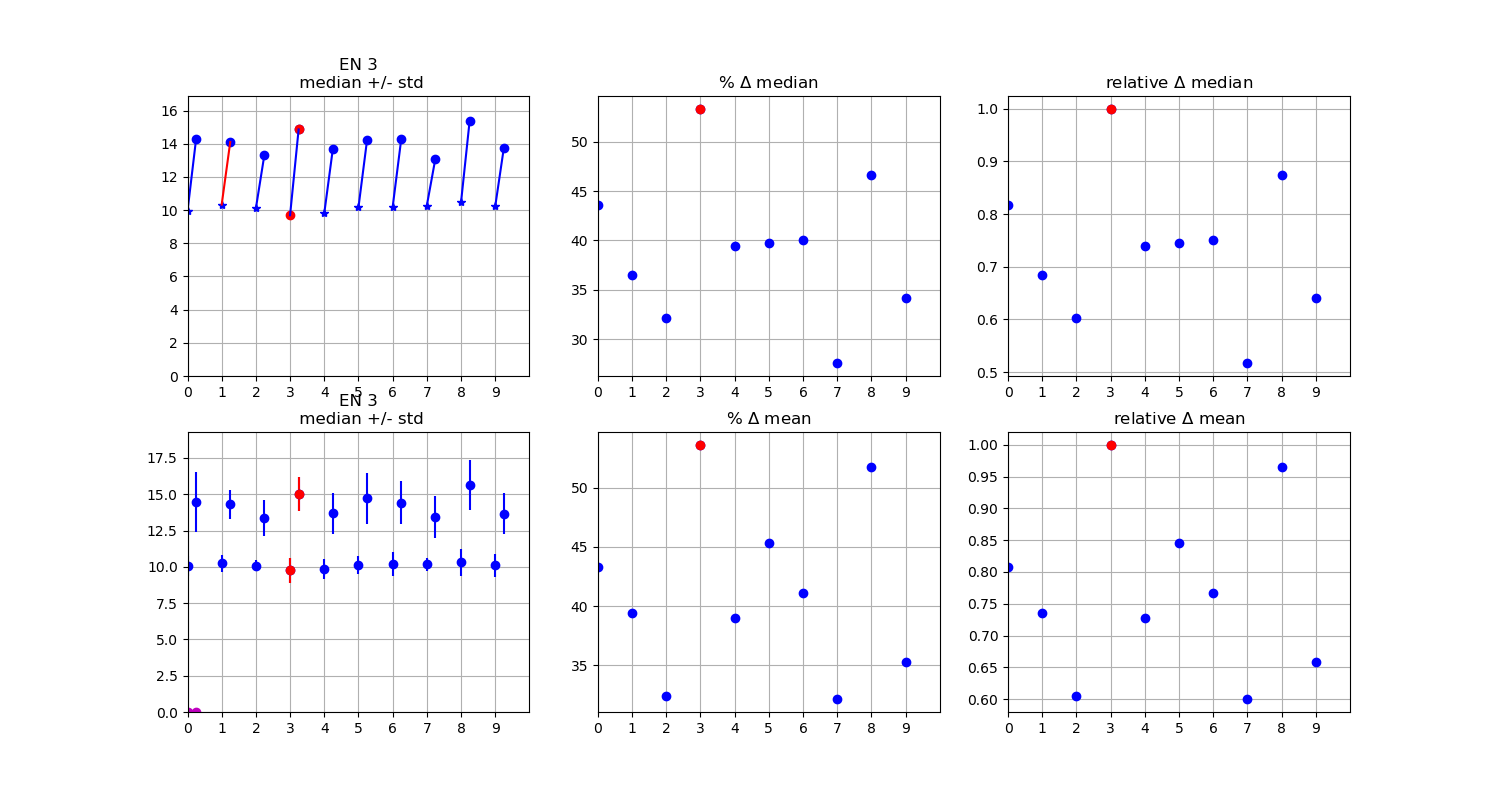 EN 3
median +/- std
% Δ median
relative Δ median
16
14
12
10
8
6
4
2
0
0 1 2 3 4 5 6 7 8 9
50
45
40
35
30
0 1 2 3 4 5 6 7 8 9
1.0
0.9
0.8
0.7
0.6
0.5
0 1 2 3 4 5 6 7 8 9
EN 3
median +/- std
% Δ mean
relative Δ mean
17.5
15.0
12.5
10.0
7.5
5.0
2.5
0.0
0 1 2 3 4 5 6 7 8 9
50
45
40
35
0 1 2 3 4 5 6 7 8 9
1.00
0.95
0.90
0.85
0.80
0.75
0.70
0.65
0.60
0 1 2 3 4 5 6 7 8 9